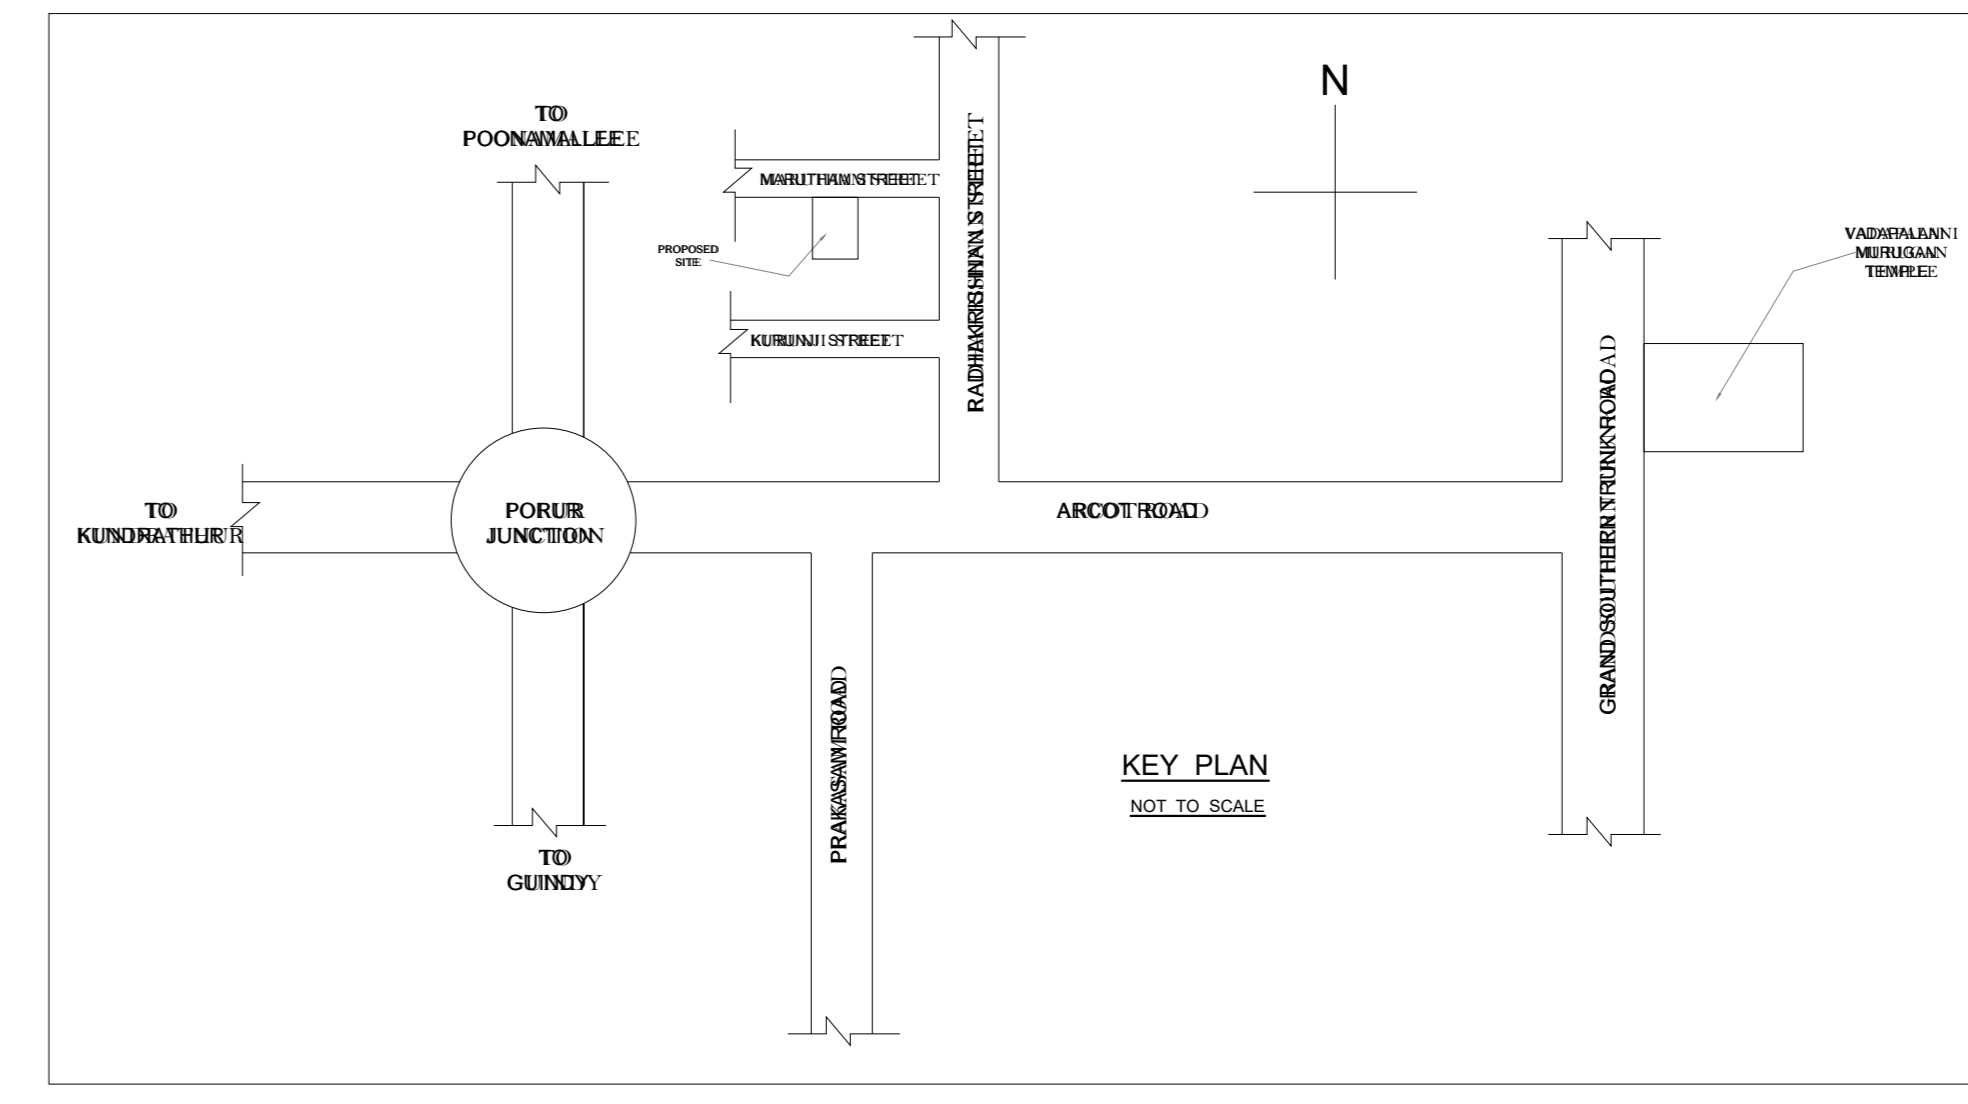 N
TO
POONAMALLEE
MARUTHAM STREET
PROPOSED
SITE
KURUNJI STREET
RADHAKRISHNAN STREET
VADAPALANI
MURUGAN
TEMPLE
TO
KUNDRATHUR
PORUR
JUNCTION
ARCOT ROAD
GRAND SOUTHERN TRUNK ROAD
PRAKASAM ROAD
KEY PLAN
NOT TO SCALE
TO
GUINDY